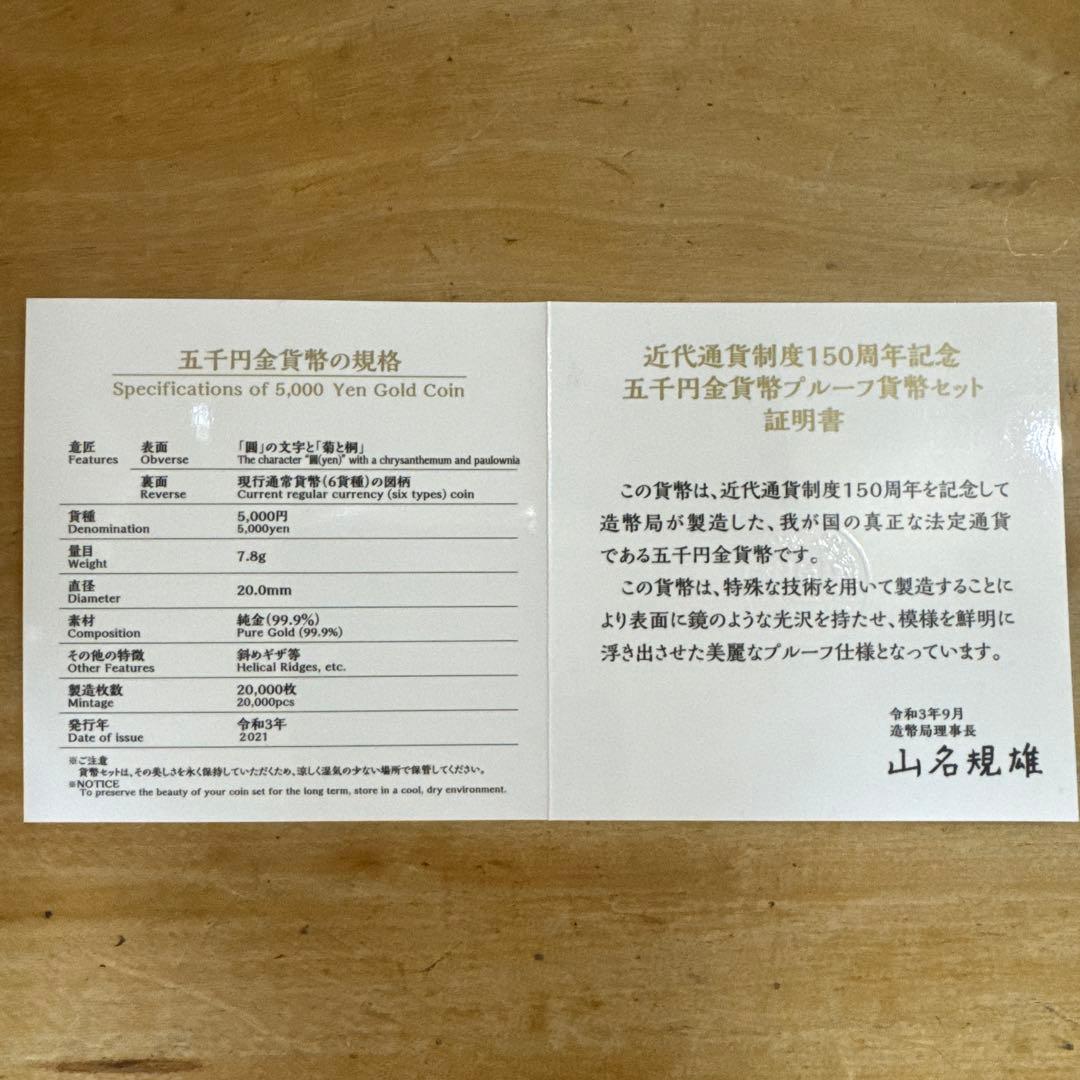 五千円金貨幣の規格
Specifications of 5,000 Yen Gold Coin
意匠 表面 「圓」の文字と「菊と桐」
Features Obverse The character "圓(yen)" with a chrysanthemum and paulownia
裏面 現行通常貨幣(6貨種)の図柄
Reverse Current regular currency (six types) coin
貨種 5,000円
Denomination 5,000yen
量目 7.8g
Weight
直径 20.0mm
Diameter
素材 純金(99.9%)
Composition Pure Gold (99.9%)
その他の特徴 斜めギザ等
Other Features Helical Ridges, etc.
製造枚数 20,000枚
Mintage 20,000pcs
発行年 令和3年
Date of issue 2021
※ご注意
貨幣セットは、その美しさを永く保持していただくため、涼しく湿気の少ない場所で保管してください。
※NOTICE
To preserve the beauty of your coin set for the long term, store in a cool, dry environment.
近代通貨制度150周年記念
五千円金貨幣プルーフ貨幣セット
証明書
この貨幣は、近代通貨制度150周年を記念して
造幣局が製造した、我が国の真正な法定通貨
である五千円金貨幣です。
この貨幣は、特殊な技術を用いて製造することに
より表面に鏡のような光沢を持たせ、模様を鮮明に
浮き出させた美麗なプルーフ仕様となっています。
令和3年9月
造幣局理事長
山名規雄